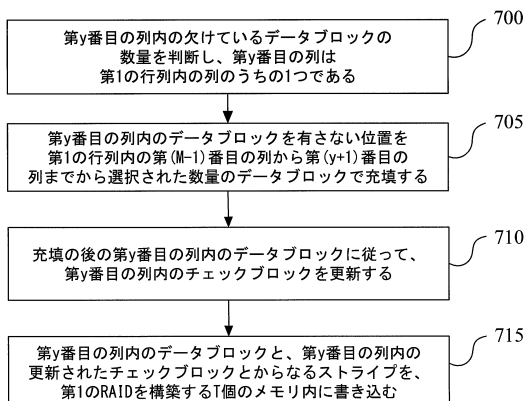 第y番目の列内の欠けているデータブロックの
数量を判断し、第y番目の列は
第1の行列内の列のうちの1つである
700
第y番目の列内のデータブロックを有さない位置を
第1の行列内の第(M-1)番目の列から第(y+1)番目の
列までから選択された数量のデータブロックで充填する
705
充填の後の第y番目の列内のデータブロックに従って、
第y番目の列内のチェックブロックを更新する
710
第y番目の列内のデータブロックと、第y番目の列内の
更新されたチェックブロックとからなるストライプを、
第1のRAIDを構築するT個のメモリ内に書き込む
715